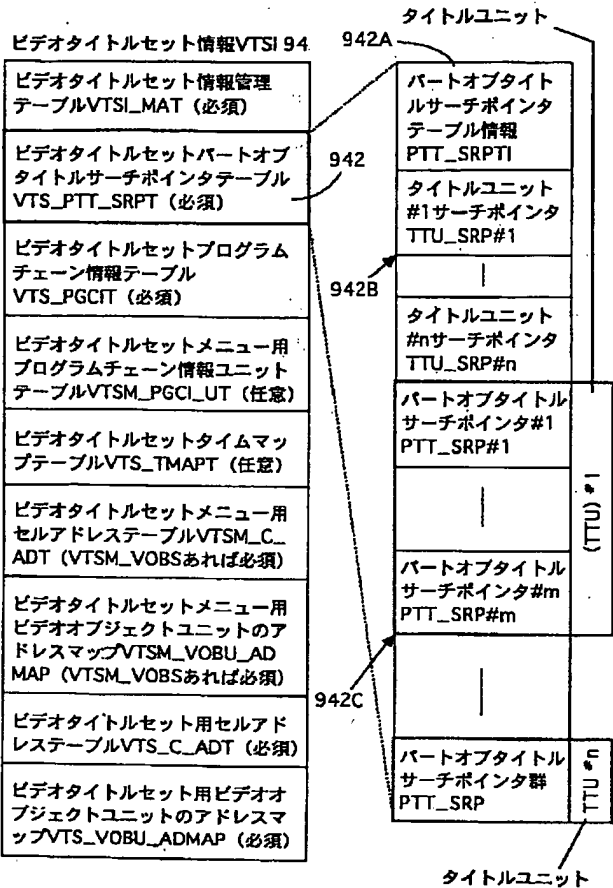 ビデオタイトルセット情報VTSI 94
ビデオタイトルセット情報管理
テーブルVTSI_MAT（必須）
ビデオタイトルセットパートオブ
タイトルサーチポインタテーブル
VTS_PTT_SRPT（必須）
ビデオタイトルセットプログラム
チェーン情報テーブル
VTS_PGCIT（必須）
ビデオタイトルセットメニュー用
プログラムチェーン情報ユニット
テーブルVTSM_PGCI_UT（任意）
ビデオタイトルセットタイムマッ
プテーブルVTS_TMAPT（任意）
ビデオタイトルセットメニュー用
セルアドレステーブルVTSM_C_
ADT（VTSM_VOBSあれば必須）
ビデオタイトルセットメニュー用
ビデオオブジェクトユニットのア
ドレスマップVTSM_VOBU_AD
MAP（VTSM_VOBSあれば必須）
ビデオタイトルセット用セルアド
レステーブルVTS_C_ADT（必須）
ビデオタイトルセット用ビデオオ
ブジェクトユニットのアドレスマ
ップVTS_VOBU_ADMAP（必須）
942A
942
942B
942C
タイトルユニット
パートオブタイト
ルサーチポインタ
テーブル情報
PTT_SRPTI
タイトルユニット
#1サーチポインタ
TTU_SRP#1
タイトルユニット
#nサーチポインタ
TTU_SRP#n
パートオブタイトル
サーチポインタ#1
PTT_SRP#1
パートオブタイトル
サーチポインタ#m
PTT_SRP#m
(TTU) #1
パートオブタイトル
サーチポインタ群
PTT_SRP
TTU #n
タイトルユニット